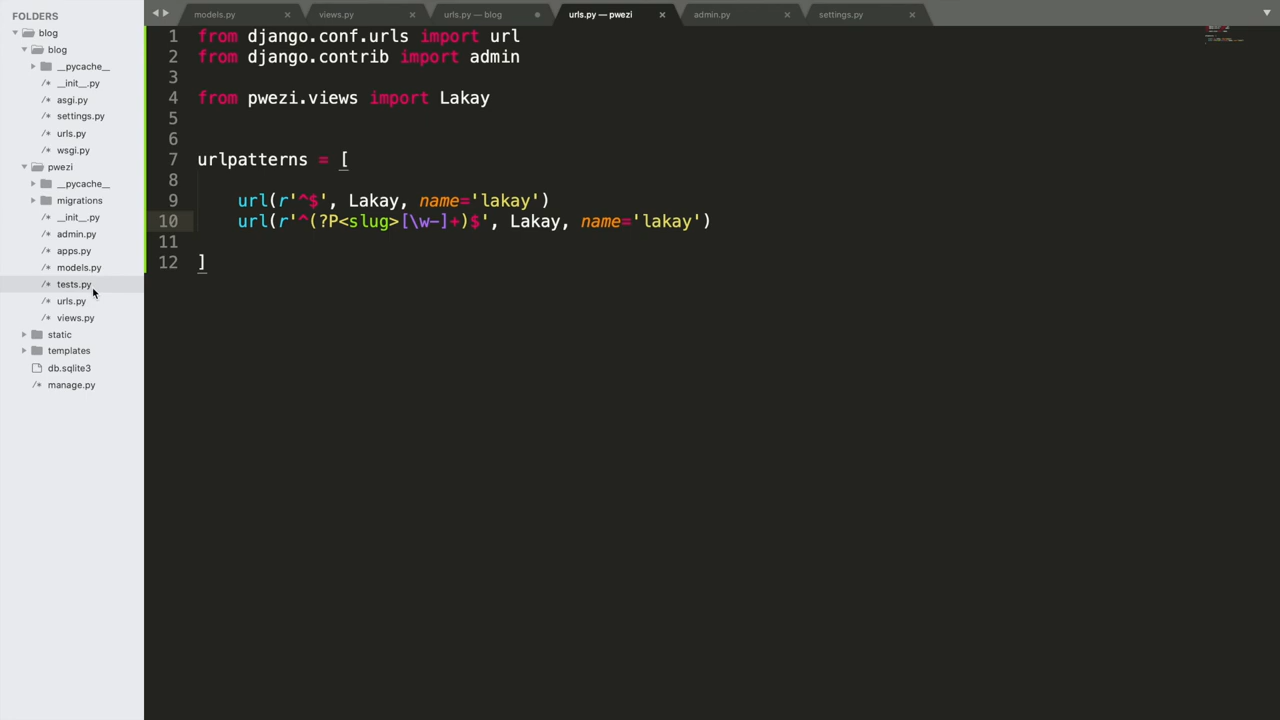 FOLDERS
blog
blog
__pycache__
/* __init__.py
/* asgi.py
/* settings.py
/* urls.py
/* wsgi.py
pwezi
__pycache__
migrations
/* __init__.py
/* admin.py
/* apps.py
/* models.py
/* tests.py
/* urls.py
/* views.py
static
templates
db.sqlite3
/* manage.py
models.py
views.py
urls.py — blog
urls.py — pwezi
admin.py
settings.py
1 from django.conf.urls import url
2 from django.contrib import admin
3
4 from pwezi.views import Lakay
5
6
7 urlpatterns = [
8
9 url(r'^$', Lakay, name='lakay')
10 url(r'^(?P<slug>[\w-]+)$', Lakay, name='lakay')
11
12 ]